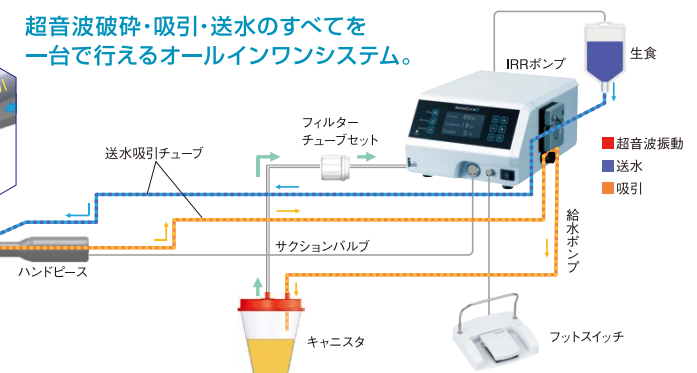 超音波破砕・吸引・送水のすべてを
一台で行えるオールインワンシステム。
IRRポンプ
生食
フィルター
チューブセット
送水吸引チューブ
超音波振動
送水
吸引
給水ポンプ
サクションバルブ
ハンドピース
キャニスタ
フットスイッチ